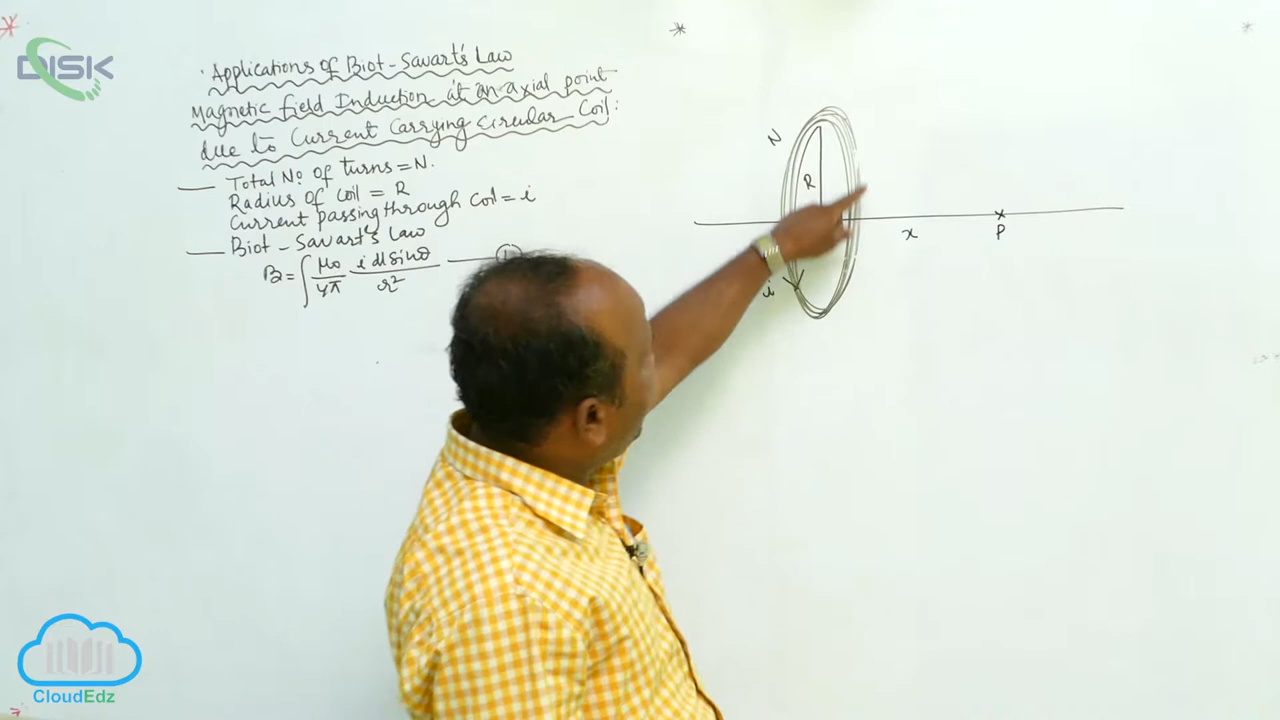 DISK
Applications of Biot-Savart's Law
Magnetic field Induction at an axial point
due to Current Carrying Circular Coil:
Total No of turns = N.
Radius of coil = R
Current passing through coil = i
Biot-Savart's Law
B = ∫ μ0/4π i dl sinθ/r² — 1
N
R
i
x
P
CloudEdz